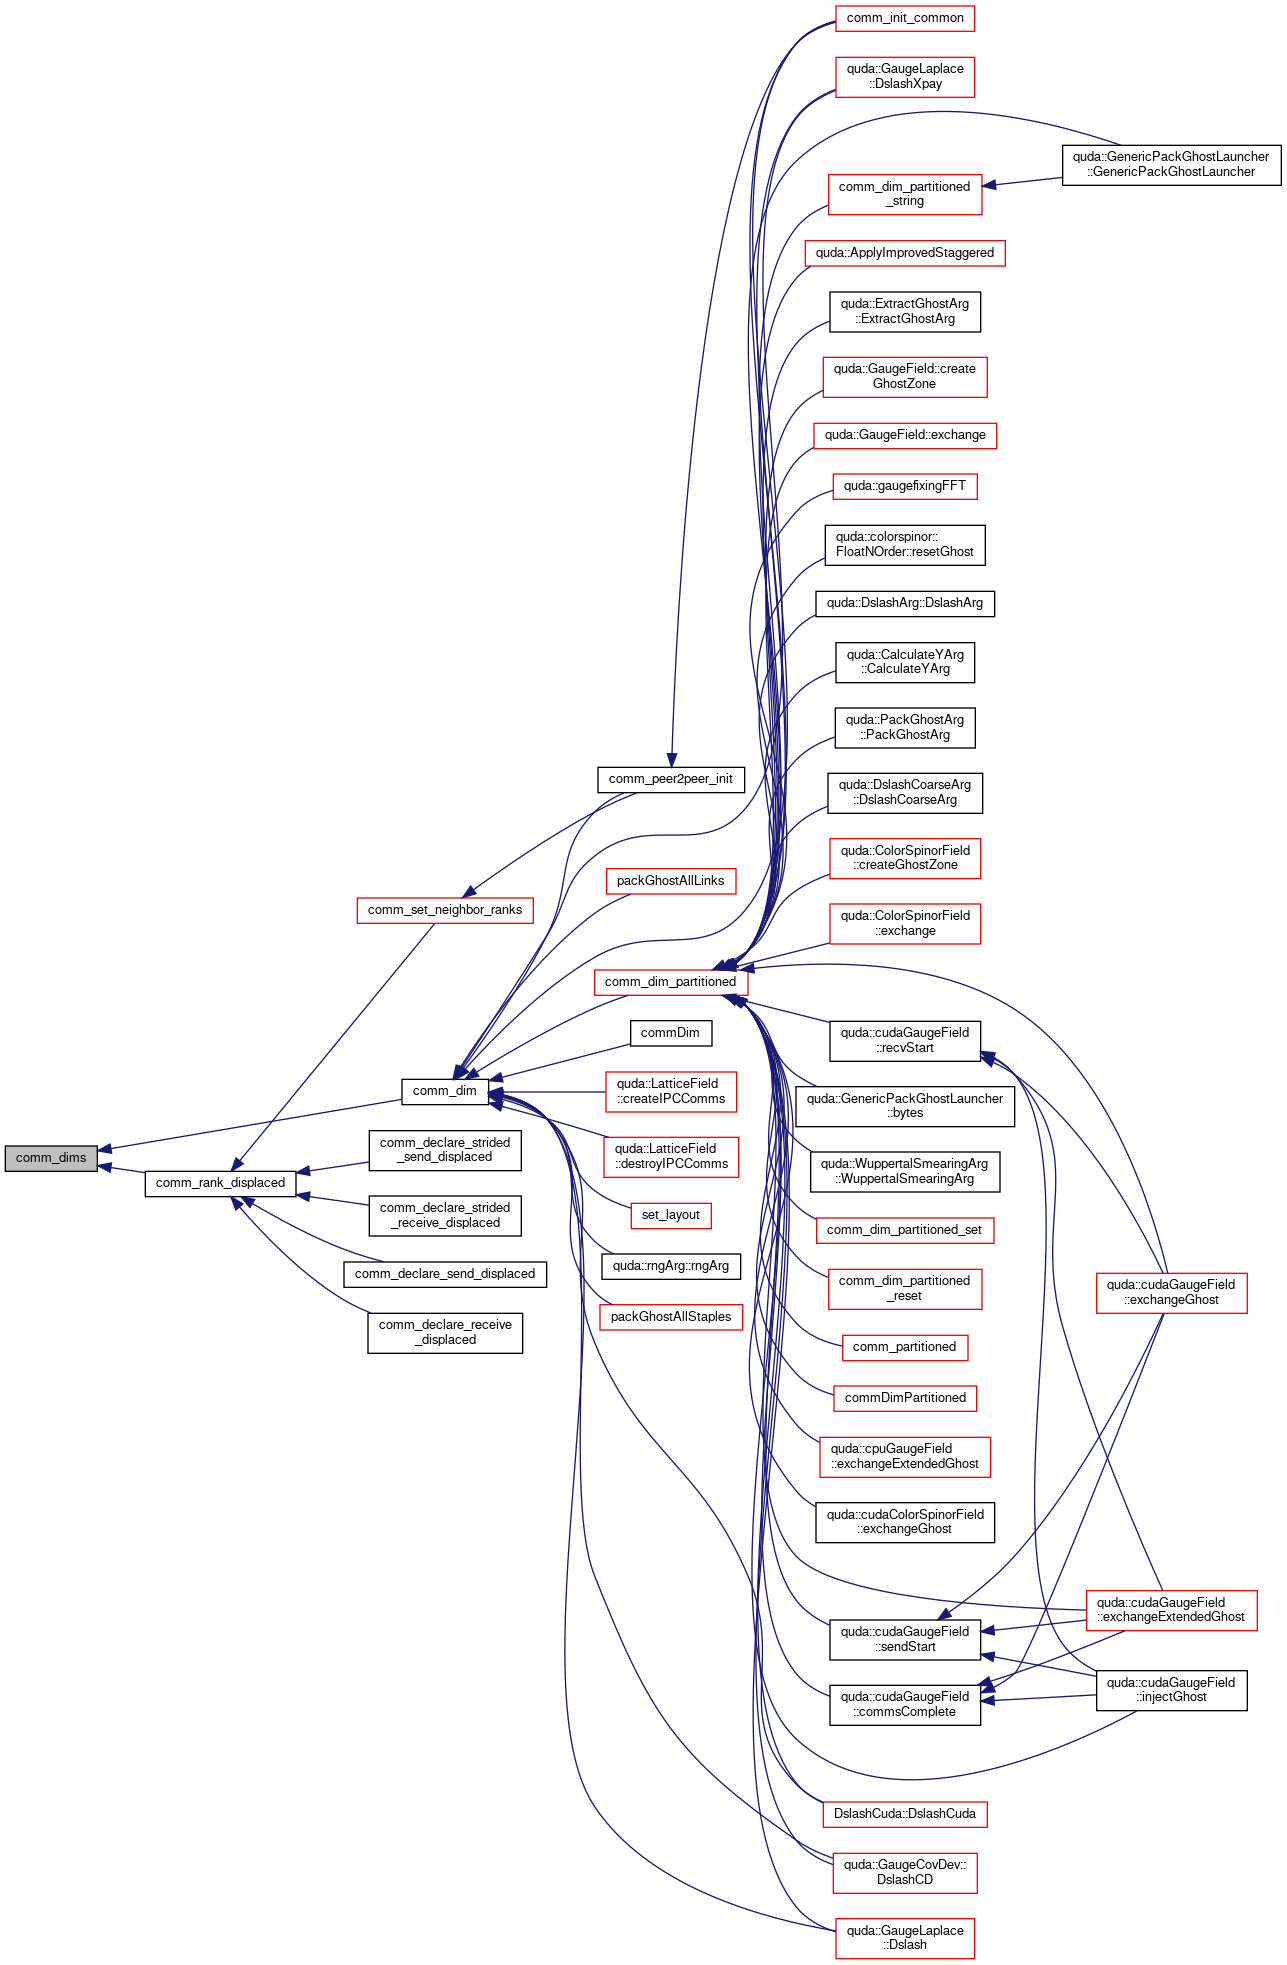 comm_init_common
quda::GaugeLaplace
::DslashXpay
quda::GenericPackGhostLauncher
::GenericPackGhostLauncher
comm_dim_partitioned
_string
quda::ApplyImprovedStaggered
quda::ExtractGhostArg
::ExtractGhostArg
quda::GaugeField::create
GhostZone
quda::GaugeField::exchange
quda::gaugefixingFFT
quda::colorspinor::
FloatNOrder::resetGhost
quda::DslashArg::DslashArg
quda::CalculateYArg
::CalculateYArg
quda::PackGhostArg
::PackGhostArg
comm_peer2peer_init
quda::DslashCoarseArg
::DslashCoarseArg
quda::ColorSpinorField
::createGhostZone
packGhostAllLinks
comm_set_neighbor_ranks
quda::ColorSpinorField
::exchange
comm_dim_partitioned
commDim
quda::cudaGaugeField
::recvStart
comm_dim
quda::LatticeField
::createIPCComms
quda::GenericPackGhostLauncher
::bytes
comm_dims
comm_rank_displaced
comm_declare_strided
_send_displaced
quda::LatticeField
::destroyIPCComms
quda::WuppertalSmearingArg
::WuppertalSmearingArg
comm_declare_strided
_receive_displaced
set_layout
comm_dim_partitioned_set
comm_declare_send_displaced
quda::rngArg::rngArg
comm_dim_partitioned
_reset
quda::cudaGaugeField
::exchangeGhost
comm_declare_receive
_displaced
packGhostAllStaples
comm_partitioned
commDimPartitioned
quda::cpuGaugeField
::exchangeExtendedGhost
quda::cudaColorSpinorField
::exchangeGhost
quda::cudaGaugeField
::exchangeExtendedGhost
quda::cudaGaugeField
::sendStart
quda::cudaGaugeField
::injectGhost
quda::cudaGaugeField
::commsComplete
DslashCuda::DslashCuda
quda::GaugeCovDev::
DslashCD
quda::GaugeLaplace
::Dslash